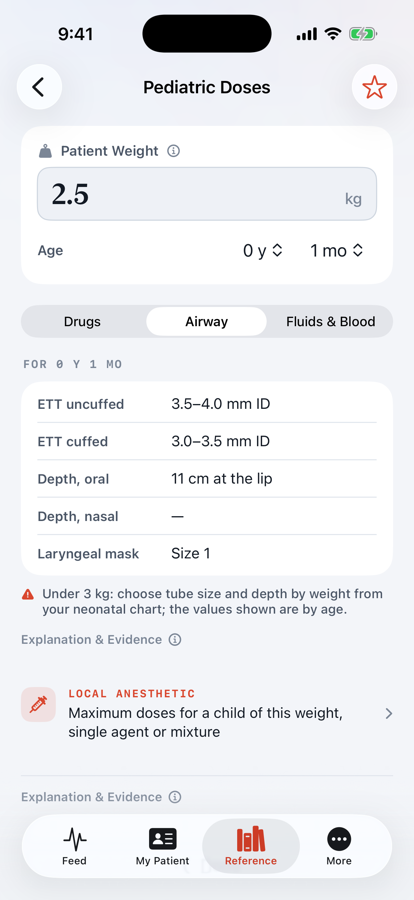 9:41
Pediatric Doses
Patient Weight
2.5 kg
Age 0 y 1 mo
Drugs Airway Fluids & Blood
FOR 0 Y 1 MO
ETT uncuffed 3.5–4.0 mm ID
ETT cuffed 3.0–3.5 mm ID
Depth, oral 11 cm at the lip
Depth, nasal —
Laryngeal mask Size 1
Under 3 kg: choose tube size and depth by weight from
your neonatal chart; the values shown are by age.
Explanation & Evidence
LOCAL ANESTHETIC
Maximum doses for a child of this weight,
single agent or mixture
Explanation & Evidence
Feed My Patient Reference More